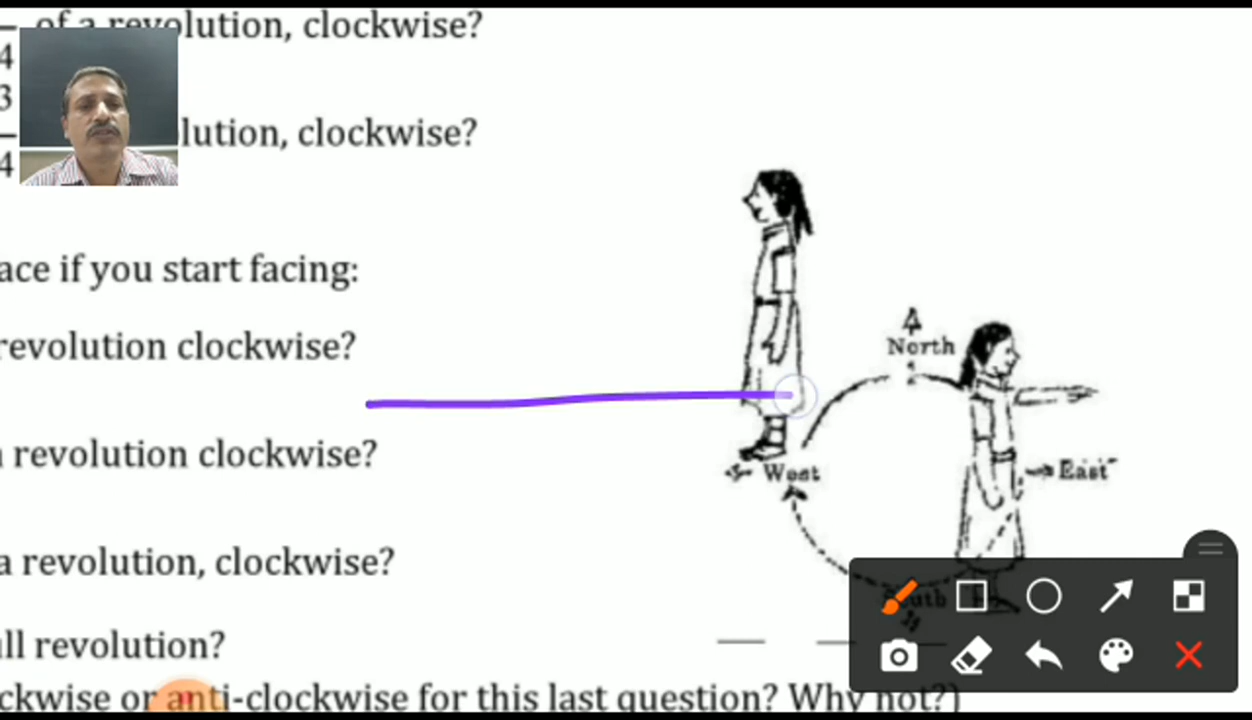 of a revolution, clockwise?
4
3
4
lution, clockwise?
ace if you start facing:
revolution clockwise?
North
revolution clockwise?
West
East
a revolution, clockwise?
South
ll revolution?
ckwise or anti-clockwise for this last question? Why not?)